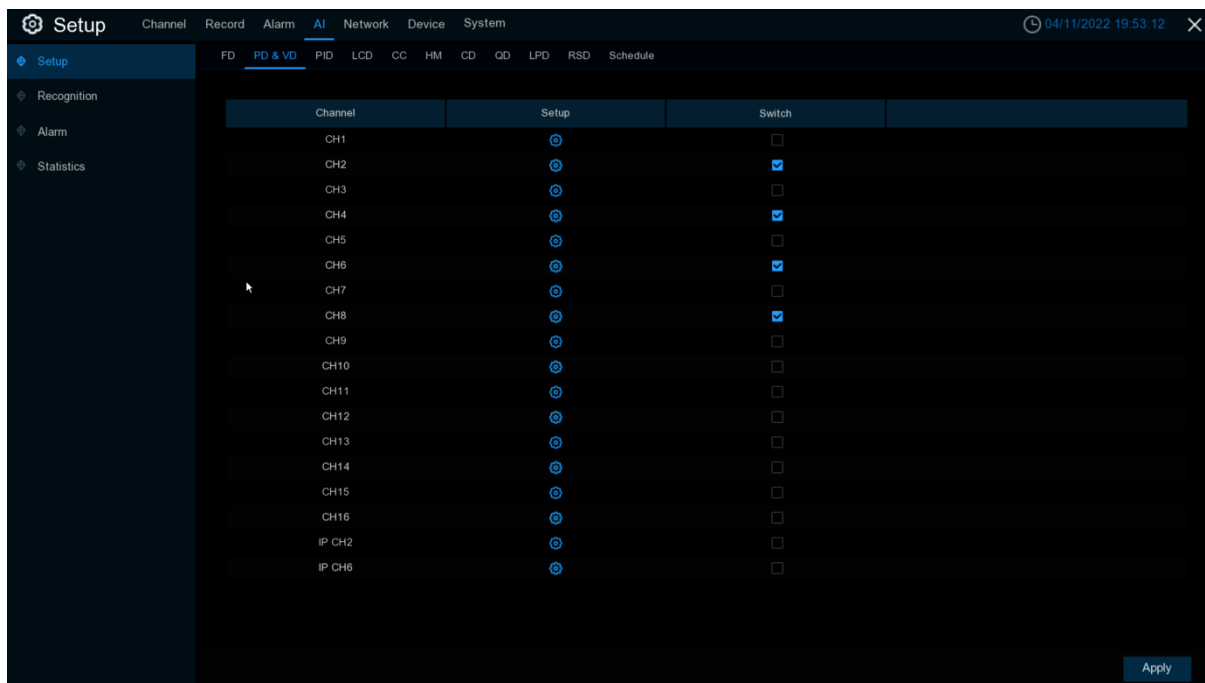 Setup Channel Record Alarm AI Network Device System 04/11/2022 19:53:12
Setup
Recognition
Alarm
Statistics
FD PD & VD PID LCD CC HM CD QD LPD RSD Schedule
Channel Setup Switch
CH1
CH2
CH3
CH4
CH5
CH6
CH7
CH8
CH9
CH10
CH11
CH12
CH13
CH14
CH15
CH16
IP CH2
IP CH6
Apply